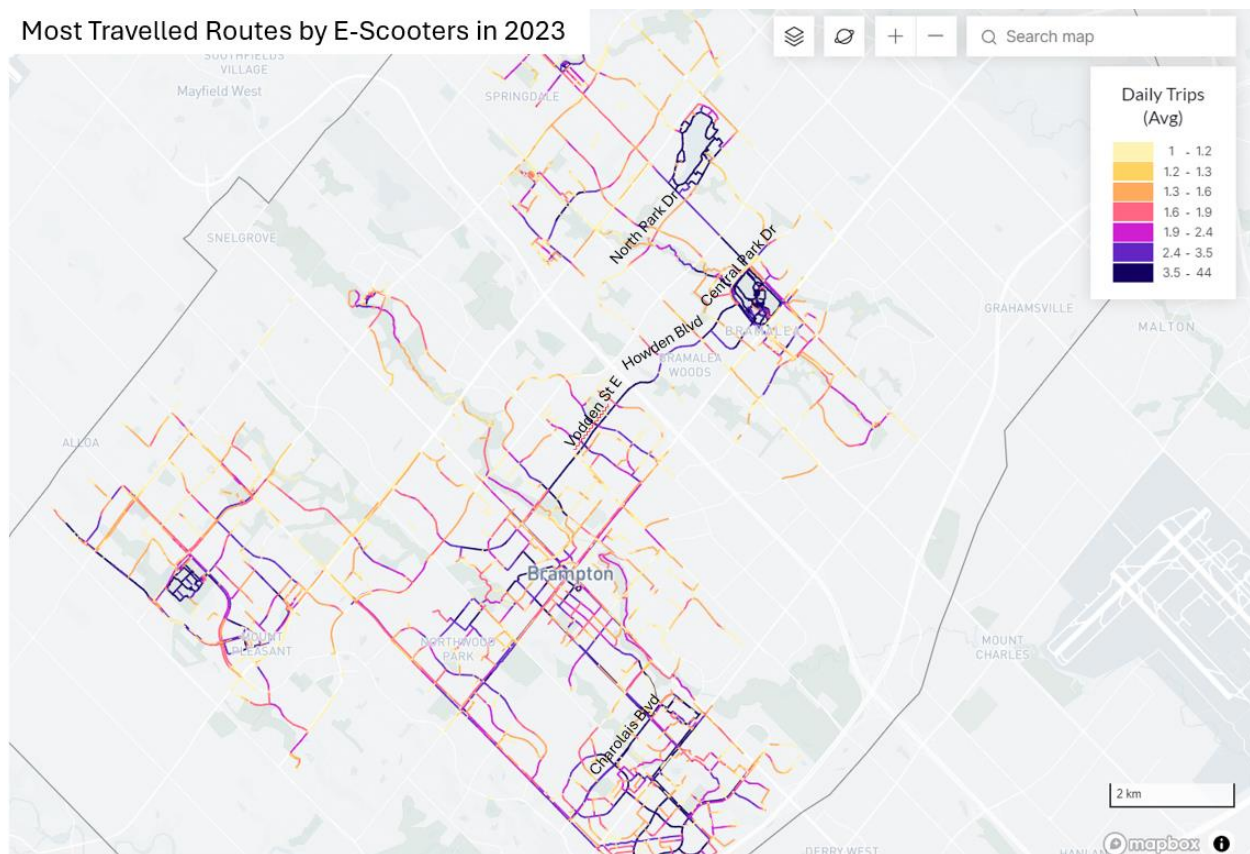 Most Travelled Routes by E-Scooters in 2023
Search map
SOUTHFIELDS
VILLAGE
Mayfield West
SPRINGDALE
Daily Trips
(Avg)
1 - 1.2
1.2 - 1.3
1.3 - 1.6
1.6 - 1.9
1.9 - 2.4
2.4 - 3.5
3.5 - 44
North Park Dr
SNELGROVE
Central Park Dr
GRAHAMSVILLE
MALTON
BRAMALEA
Howden Blvd
BRAMALEA
WOODS
Vodden St E
ALLOA
Brampton
MOUNT
PLEASANT
NORTHWOOD
PARK
MOUNT
CHARLES
Charolais Blvd
2 km
mapbox
DERRY WEST